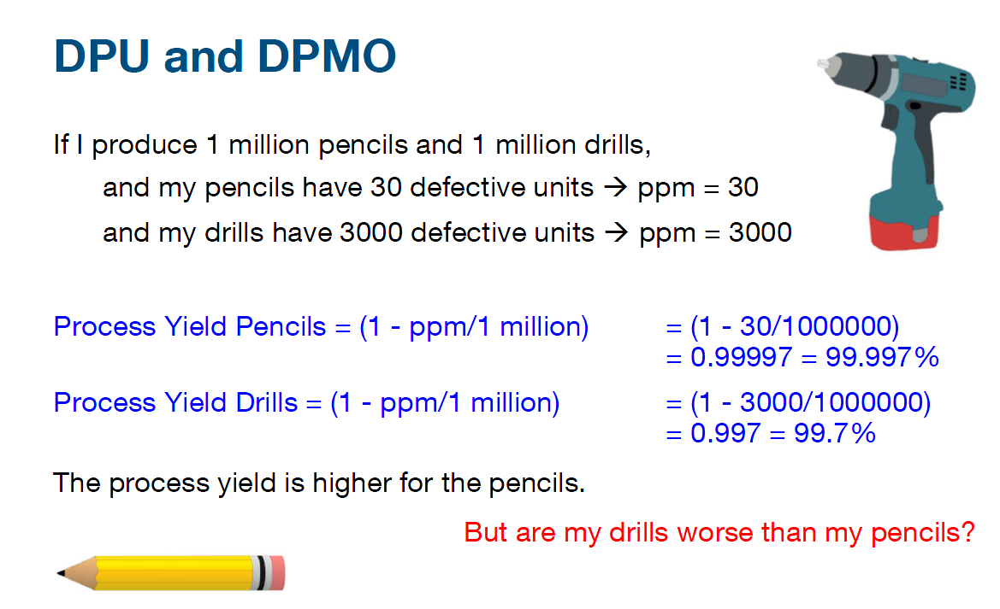 DPU and DPMO
If I produce 1 million pencils and 1 million drills,
and my pencils have 30 defective units → ppm = 30
and my drills have 3000 defective units → ppm = 3000
Process Yield Pencils = (1 - ppm/1 million) = (1 - 30/1000000)
= 0.99997 = 99.997%
Process Yield Drills = (1 - ppm/1 million) = (1 - 3000/1000000)
= 0.997 = 99.7%
The process yield is higher for the pencils.
But are my drills worse than my pencils?